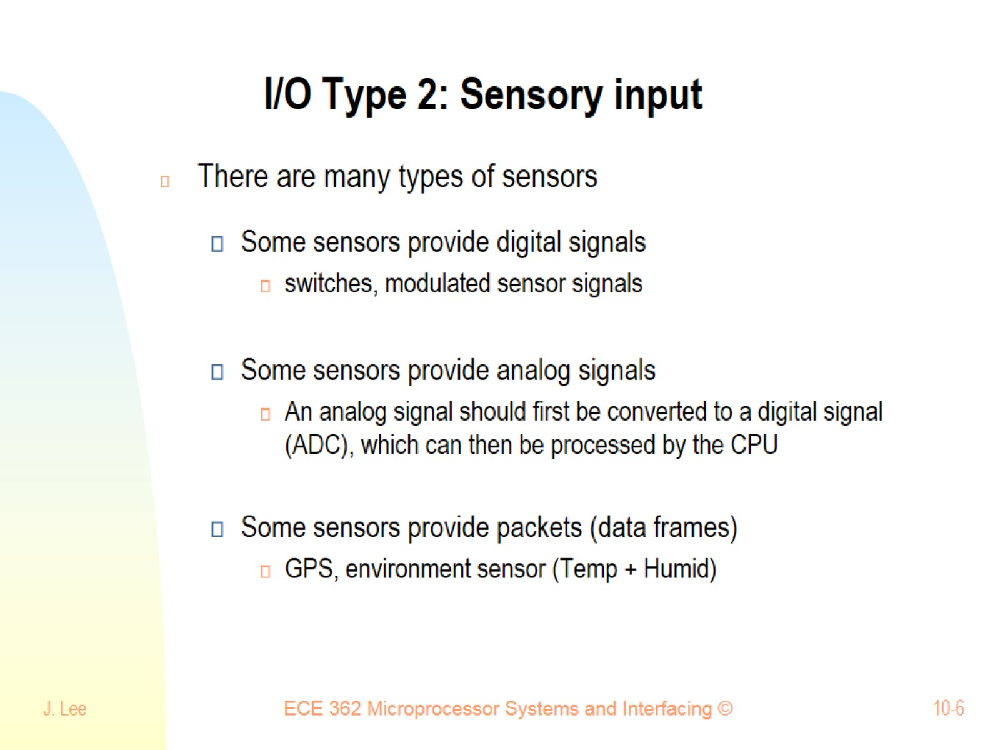 I/O Type 2: Sensory input
There are many types of sensors
Some sensors provide digital signals
switches, modulated sensor signals
Some sensors provide analog signals
An analog signal should first be converted to a digital signal
(ADC), which can then be processed by the CPU
Some sensors provide packets (data frames)
GPS, environment sensor (Temp + Humid)
J. Lee
ECE 362 Microprocessor Systems and Interfacing ©
10-6